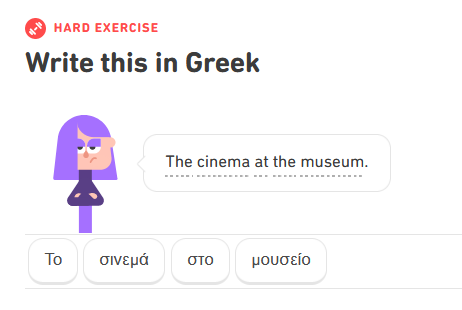 HARD EXERCISE
Write this in Greek
The cinema at the museum.
Το σινεμά στο μουσείο